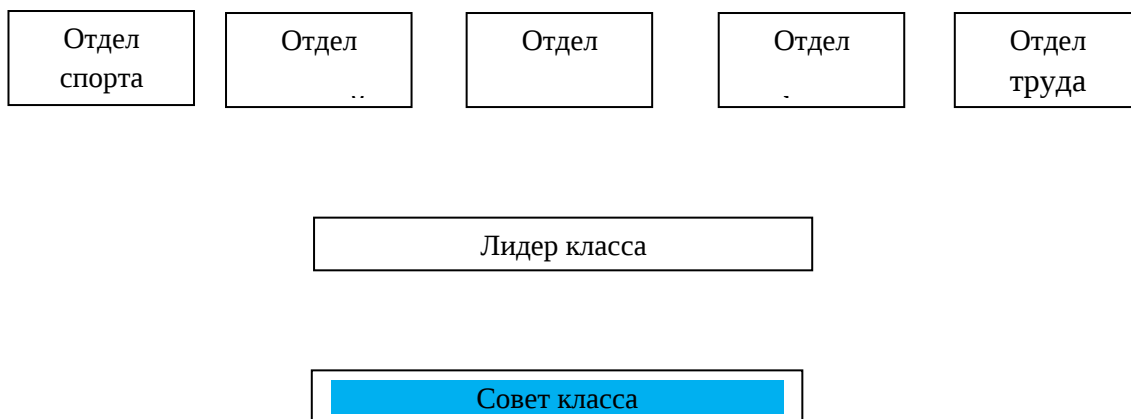 Отдел
спорта
Отдел
Отдел
Отдел
Отдел
труда
Лидер класса
Совет класса